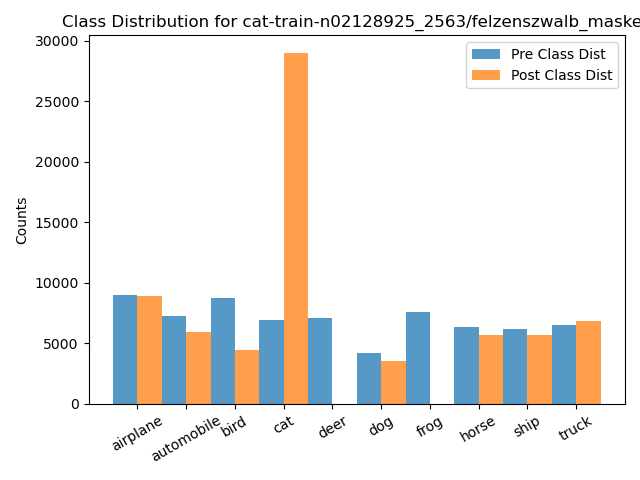 Class Distribution for cat-train-n02128925_2563/felzenszwalb_maske
Pre Class Dist
Post Class Dist
30000
25000
20000
15000
10000
5000
0
Counts
airplane
automobile
bird
cat
deer
dog
frog
horse
ship
truck